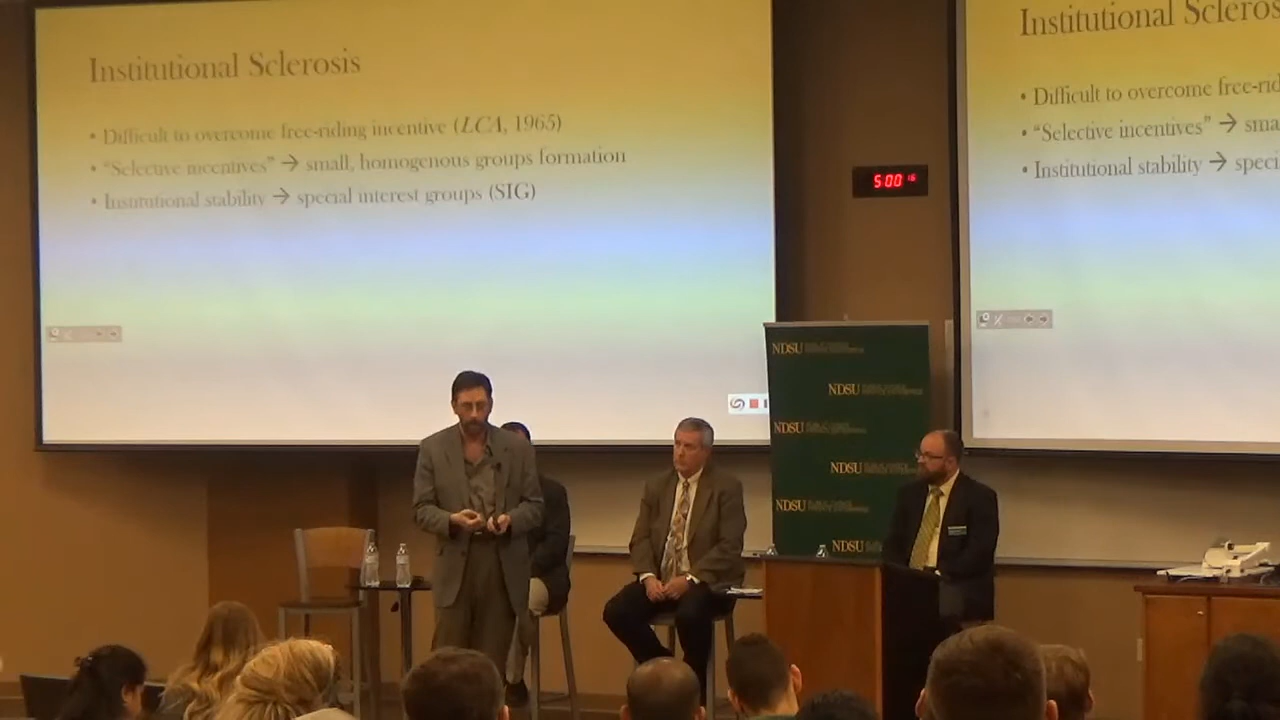 Institutional Sclerosis
• Difficult to overcome free-riding incentive (LCA, 1965)
• "Selective incentives" → small, homogenous groups formation
• Institutional stability → special interest groups (SIG)
Institutional Scleros
• Difficult to overcome free-rid
• "Selective incentives" → sma
• Institutional stability → speci
5:00 16
NDSU
NDSU
NDSU
NDSU
NDSU
NDSU